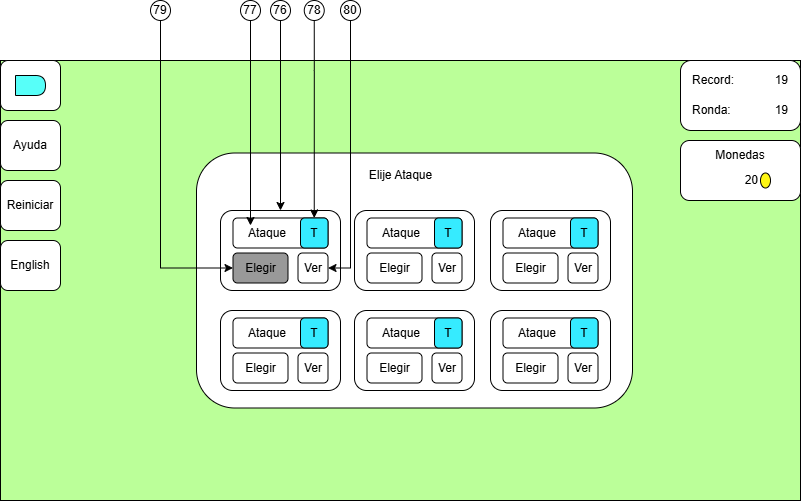 79 77 76 78 80
Ayuda
Reiniciar
English
Record: 19
Ronda: 19
Monedas
20
Elije Ataque
Ataque T Ataque T Ataque T
Elegir Ver Elegir Ver Elegir Ver
Ataque T Ataque T Ataque T
Elegir Ver Elegir Ver Elegir Ver